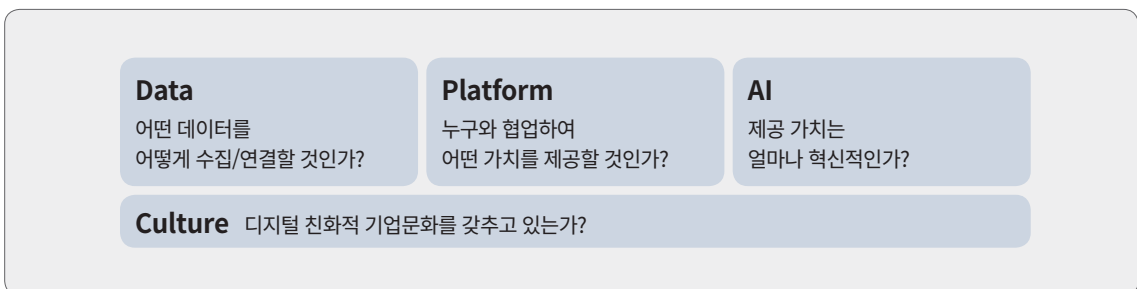 Data
어떤 데이터를
어떻게 수집/연결할 것인가?
Platform
누구와 협업하여
어떤 가치를 제공할 것인가?
AI
제공 가치는
얼마나 혁신적인가?
Culture 디지털 친화적 기업문화를 갖추고 있는가?